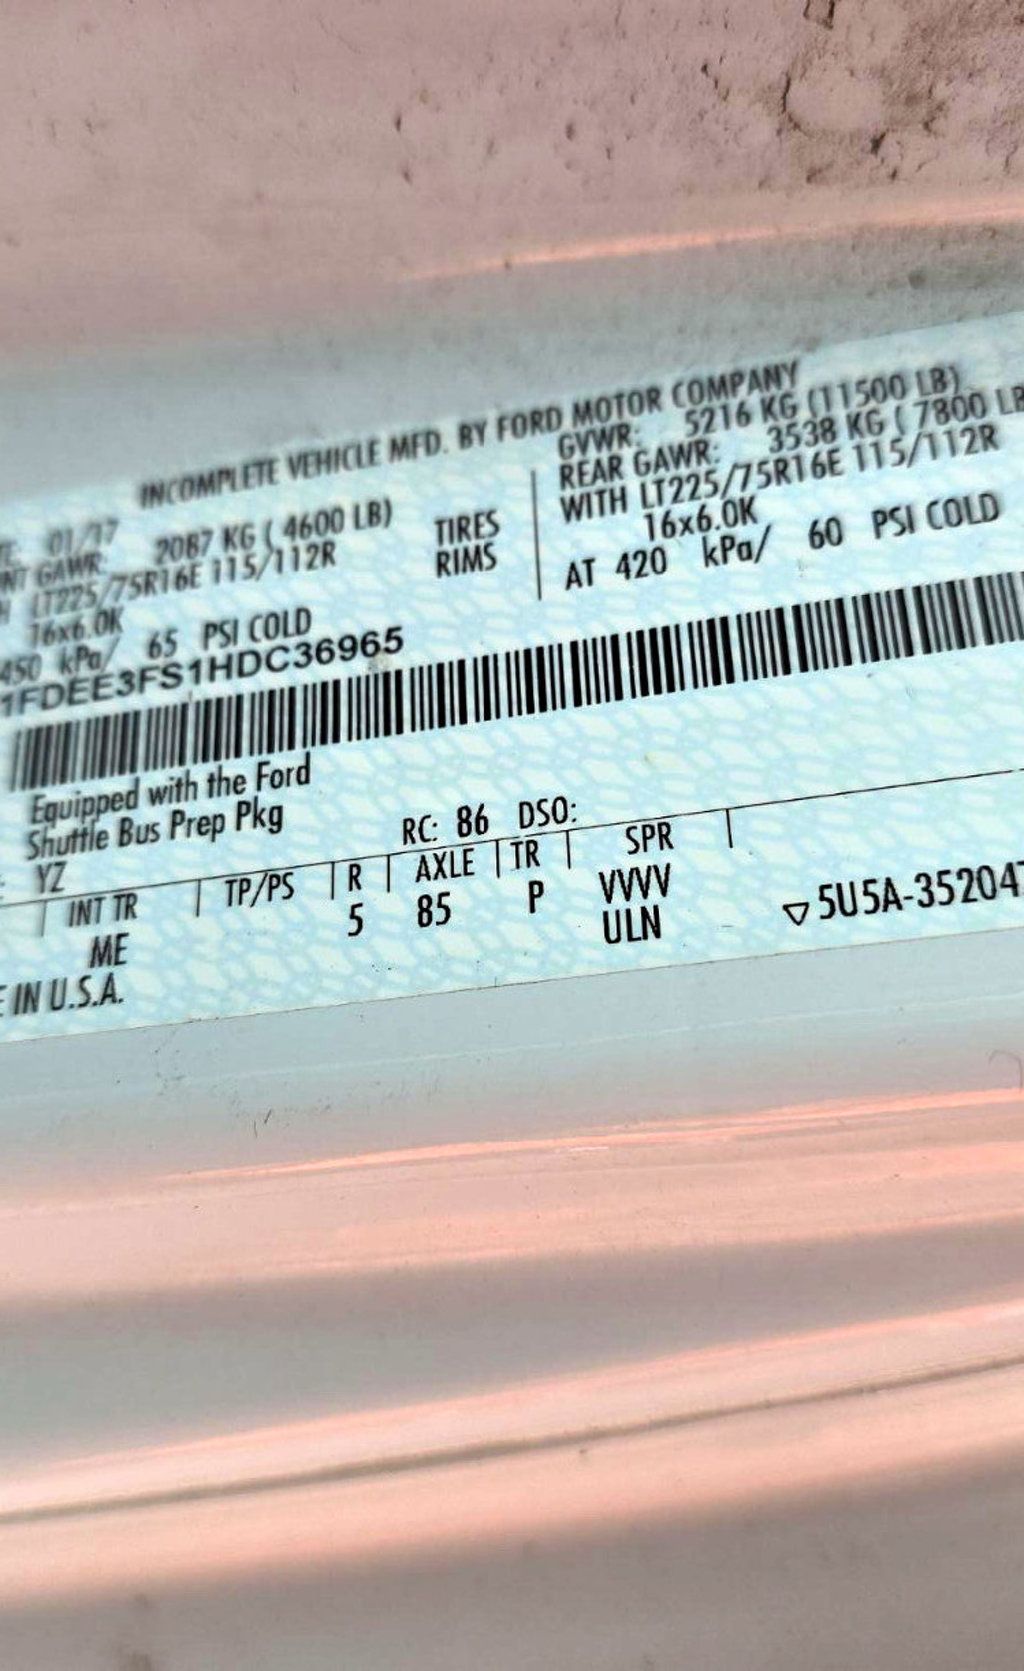 INCOMPLETE VEHICLE MFD. BY FORD MOTOR COMPANY
01/17
GVWR: 5216 KG (11500 LB)
GAWR: 2087 KG ( 4600 LB)
TIRES
REAR GAWR: 3538 KG ( 7800 LB
LT225/75R16E 115/112R
RIMS
WITH LT225/75R16E 115/112R
16x6.0K
16x6.0K
450 kPa/ 65 PSI COLD
AT 420 kPa/ 60 PSI COLD
1FDEE3FS1HDC36965
Equipped with the Ford
Shuttle Bus Prep Pkg
YZ
RC: 86 DSO:
INT TR TP/PS R AXLE TR SPR
ME 5 85 P VVVV
ULN
▽5U5A-35204
IN U.S.A.